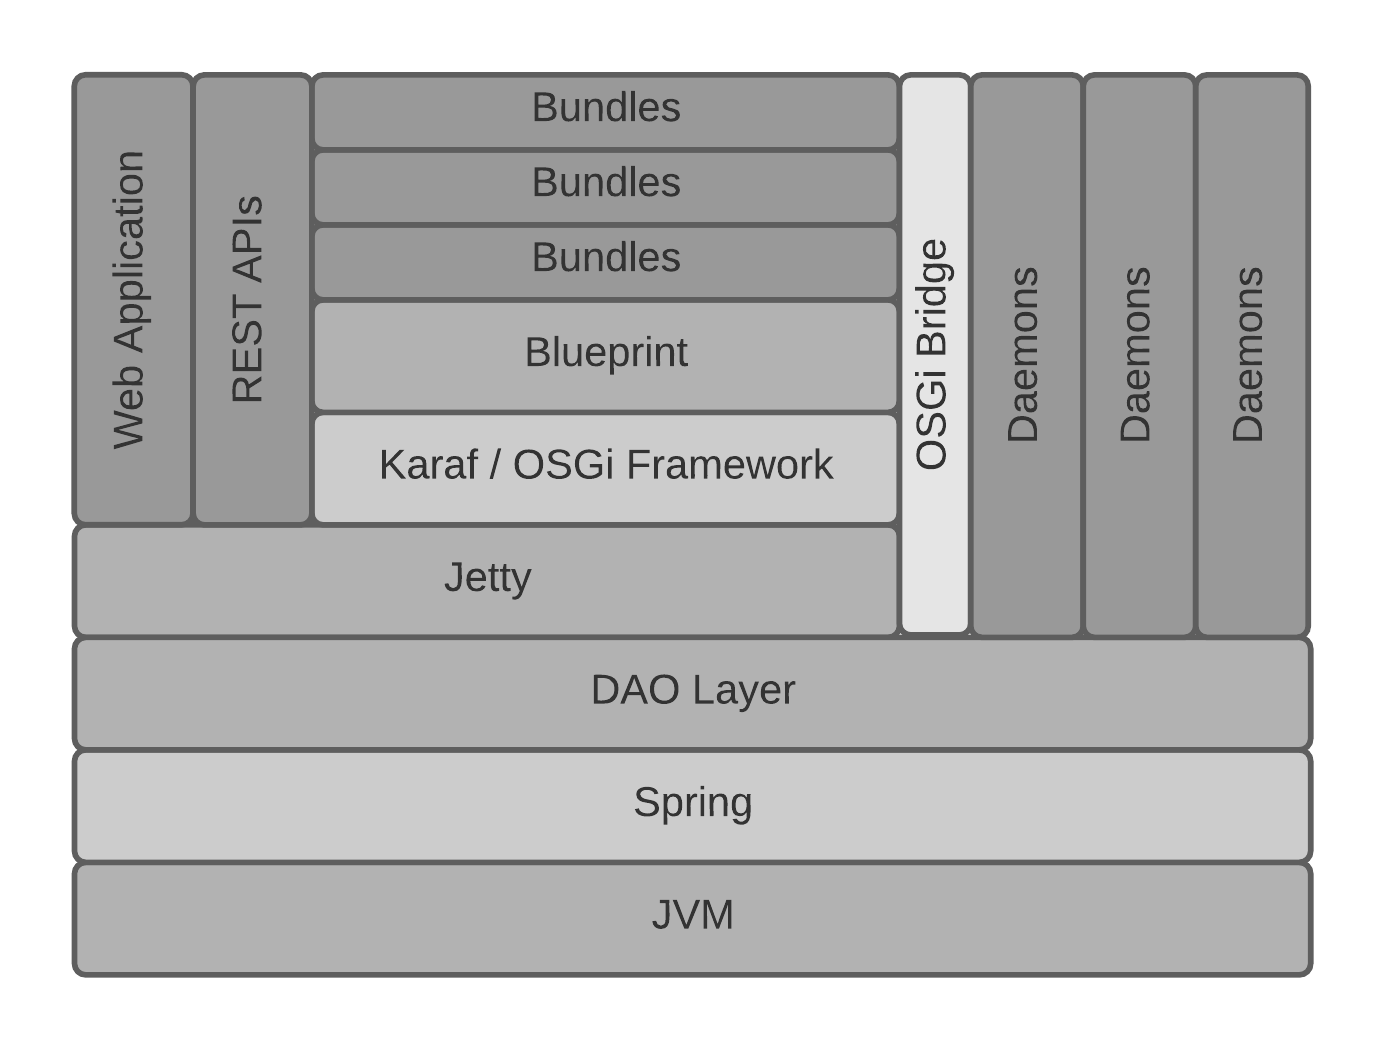 Web Application
REST APIs
Bundles
Bundles
Bundles
Blueprint
Karaf / OSGi Framework
OSGi Bridge
Daemons
Daemons
Daemons
Jetty
DAO Layer
Spring
JVM